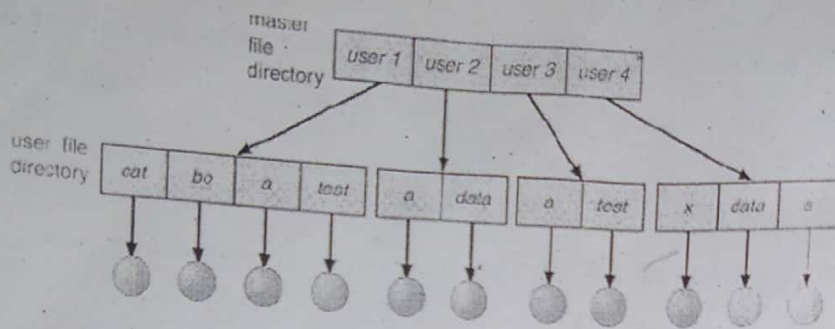 master
file
directory
user 1 user 2 user 3 user 4
user file
directory
cat bo a test a data a test x data a